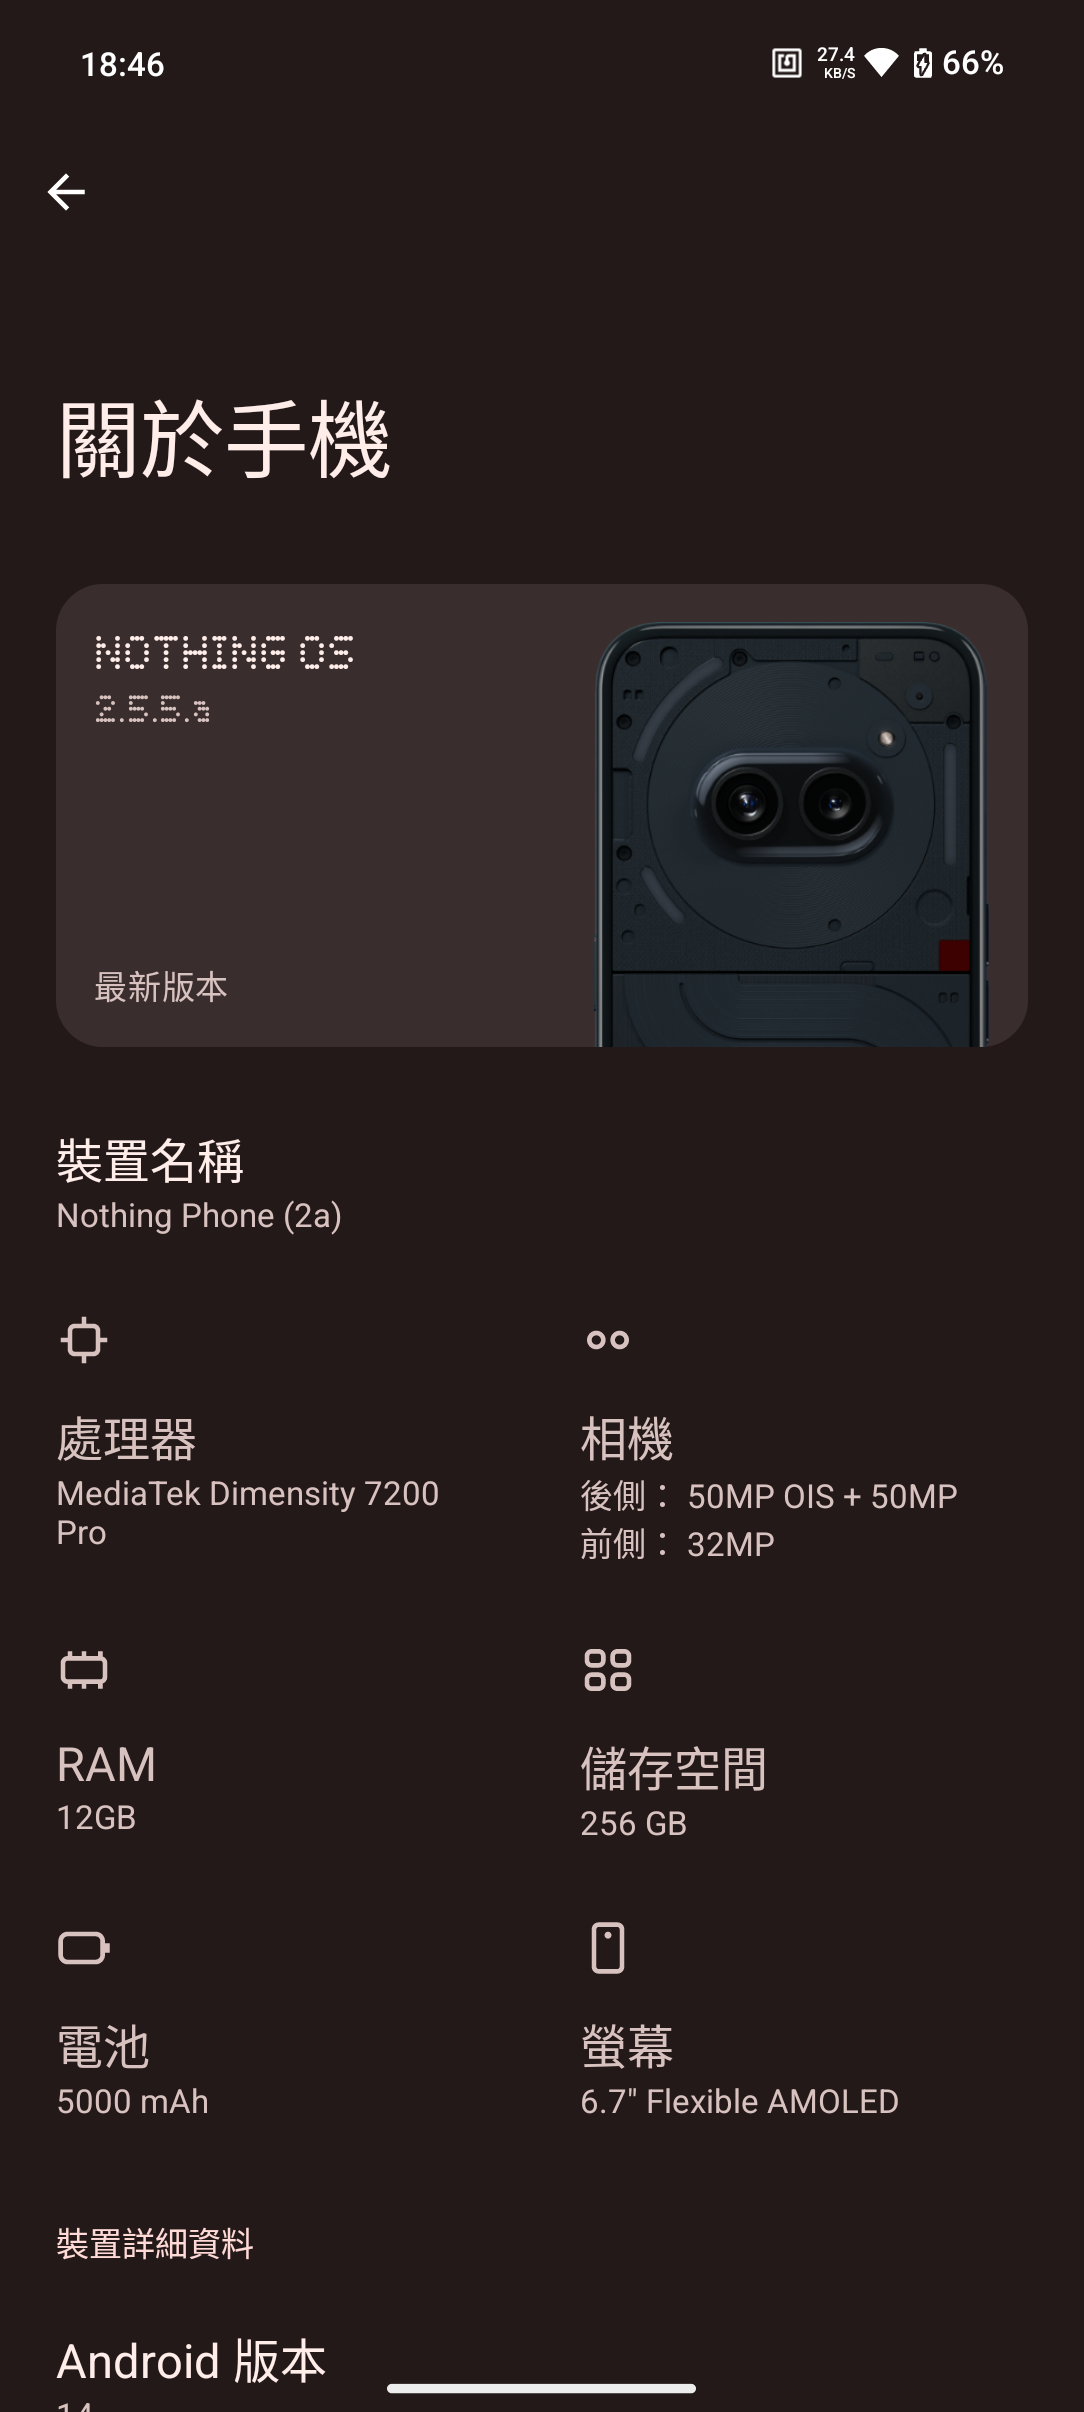 18:46
27.4
KB/S
66%
關於手機
NOTHING OS
2.5.5.a
最新版本
裝置名稱
Nothing Phone (2a)
處理器
MediaTek Dimensity 7200
Pro
相機
後側： 50MP OIS + 50MP
前側： 32MP
RAM
12GB
儲存空間
256 GB
電池
5000 mAh
螢幕
6.7" Flexible AMOLED
裝置詳細資料
Android 版本
14